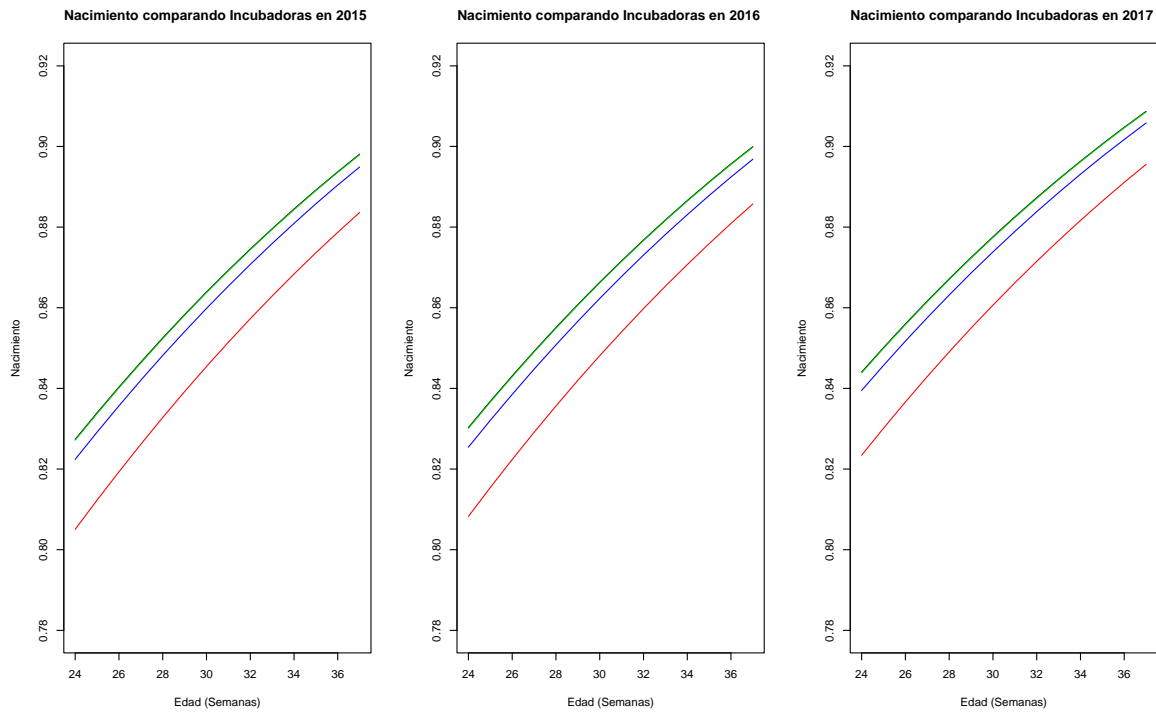 Nacimiento comparando Incubadoras en 2015
0.92
0.90
0.88
0.86
0.84
0.82
0.80
0.78
Nacimiento
24 26 28 30 32 34 36
Edad (Semanas)
Nacimiento comparando Incubadoras en 2016
0.92
0.90
0.88
0.86
0.84
0.82
0.80
0.78
Nacimiento
24 26 28 30 32 34 36
Edad (Semanas)
Nacimiento comparando Incubadoras en 2017
0.92
0.90
0.88
0.86
0.84
0.82
0.80
0.78
Nacimiento
24 26 28 30 32 34 36
Edad (Semanas)